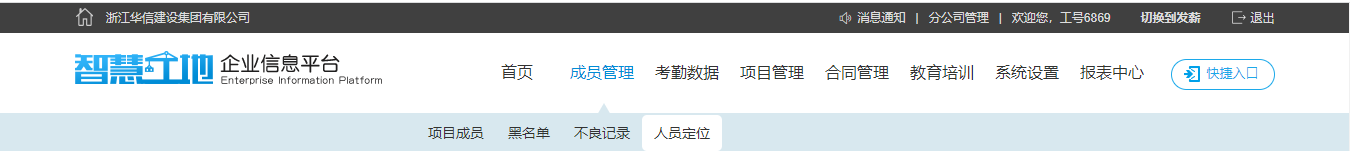 浙江华信建设集团有限公司 消息通知 | 分公司管理 | 欢迎您，工号6869 切换到发薪 退出
智慧工地 企业信息平台
Enterprise Information Platform
首页 成员管理 考勤数据 项目管理 合同管理 教育培训 系统设置 报表中心 快捷入口
项目成员 黑名单 不良记录 人员定位